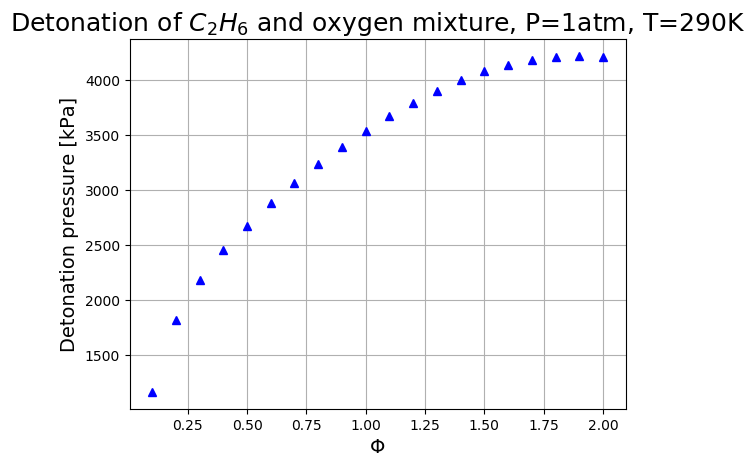 Detonation of C₂H₆ and oxygen mixture, P=1atm, T=290K
Detonation pressure [kPa]
4000
3500
3000
2500
2000
1500
0.25 0.50 0.75 1.00 1.25 1.50 1.75 2.00
Φ